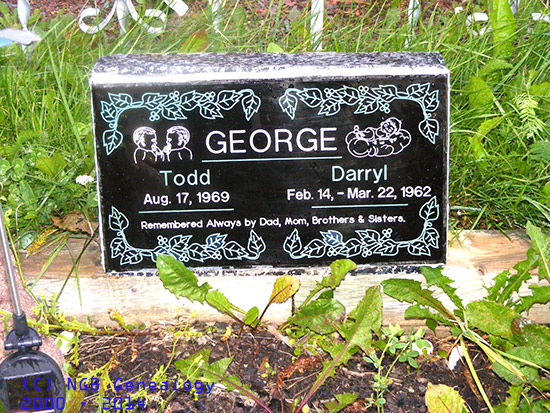 GEORGE
Todd
Aug. 17, 1969
Darryl
Feb. 14, - Mar. 22, 1962
Remembered Always by Dad, Mom, Brothers & Sisters.
(C) NGB Genealogy
2000 - 2014